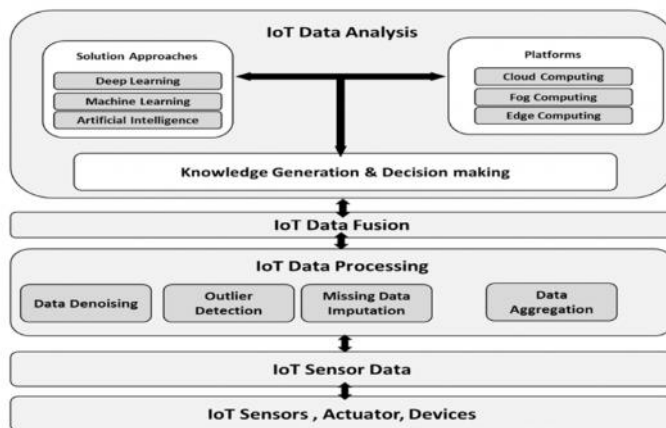 IoT Data Analysis
Solution Approaches
Deep Learning
Machine Learning
Artificial Intelligence
Platforms
Cloud Computing
Fog Computing
Edge Computing
Knowledge Generation & Decision making
IoT Data Fusion
IoT Data Processing
Data Denoising
Outlier
Detection
Missing Data
Imputation
Data
Aggregation
IoT Sensor Data
IoT Sensors , Actuator, Devices